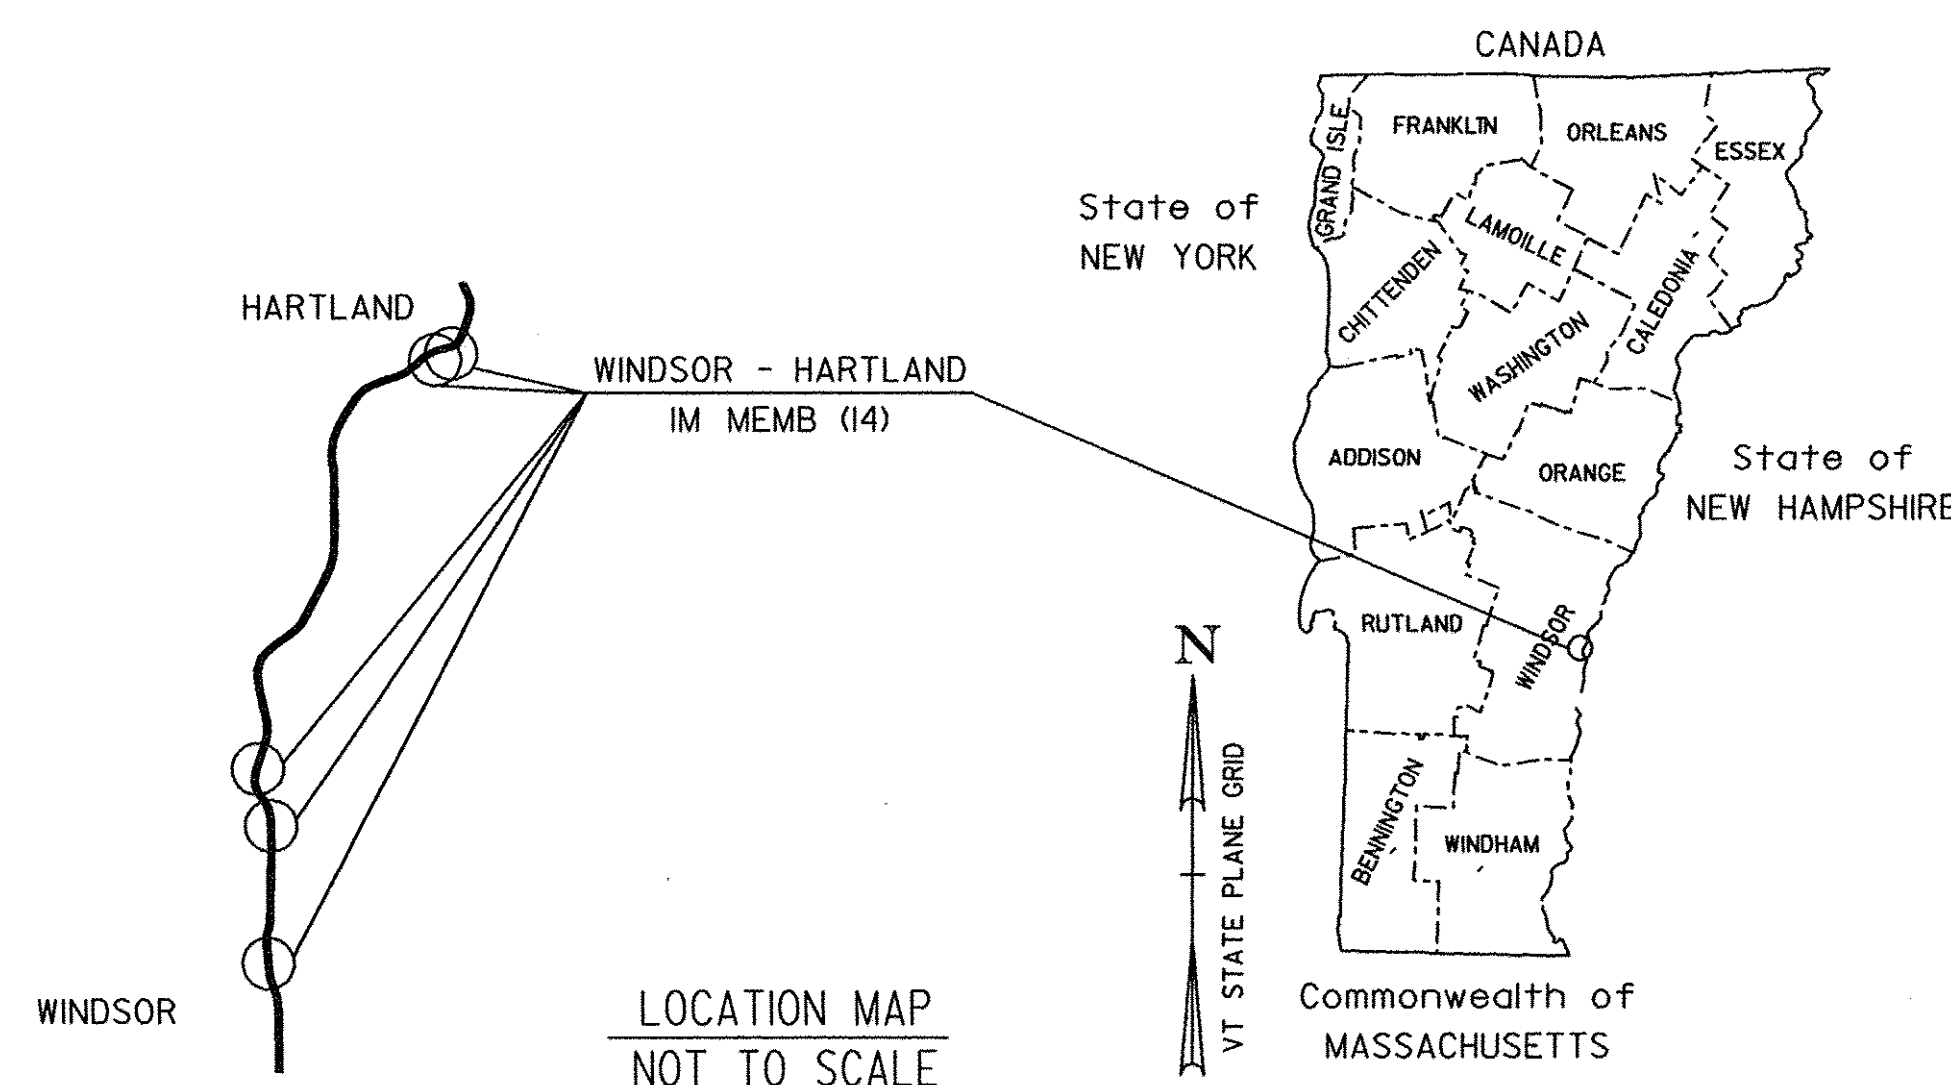 CANADA
FRANKLIN
ORLEANS
ESSEX
GRAND ISLE
State of
NEW YORK
LAMOILLE
CHITTENDEN
CALEDONIA
WASHINGTON
HARTLAND
WINDSOR - HARTLAND
IM MEMB (14)
ADDISON
ORANGE
State of
NEW HAMPSHIRE
RUTLAND
WINDSOR
N
VT STATE PLANE GRID
BENNINGTON
WINDHAM
WINDSOR
LOCATION MAP
NOT TO SCALE
Commonwealth of
MASSACHUSETTS